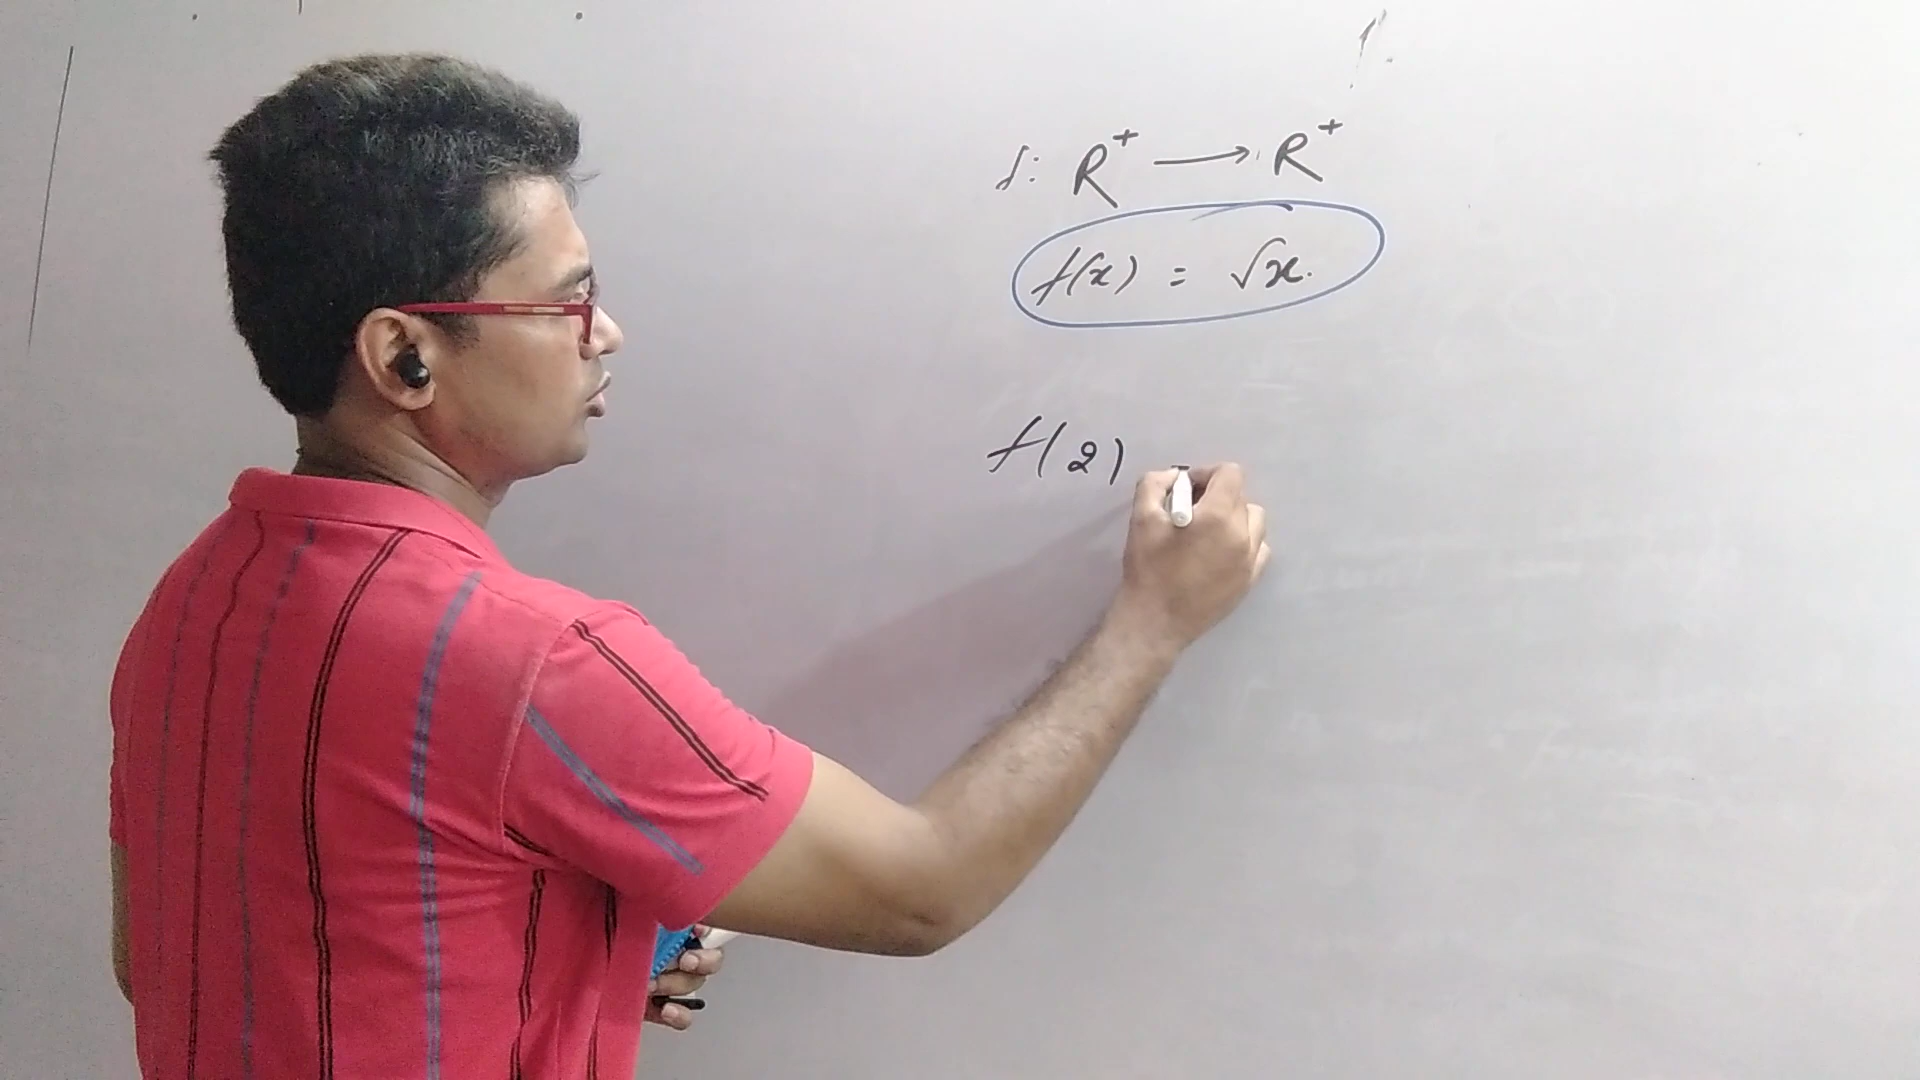 f: R⁺ → R⁺
f(x) = √x.
f(2)